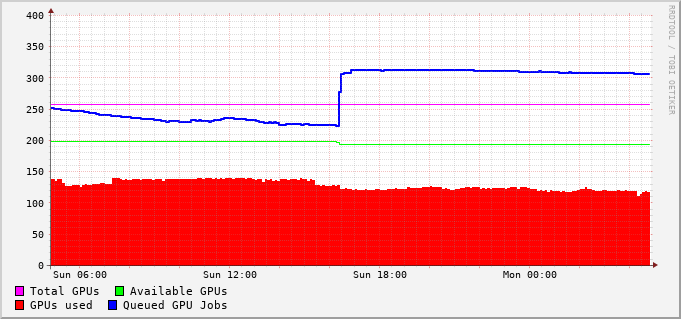 400
350
300
250
200
150
100
50
0
Sun 06:00 Sun 12:00 Sun 18:00 Mon 00:00
Total GPUs Available GPUs
GPUs used Queued GPU Jobs
RRDTOOL / TOBI OETIKER